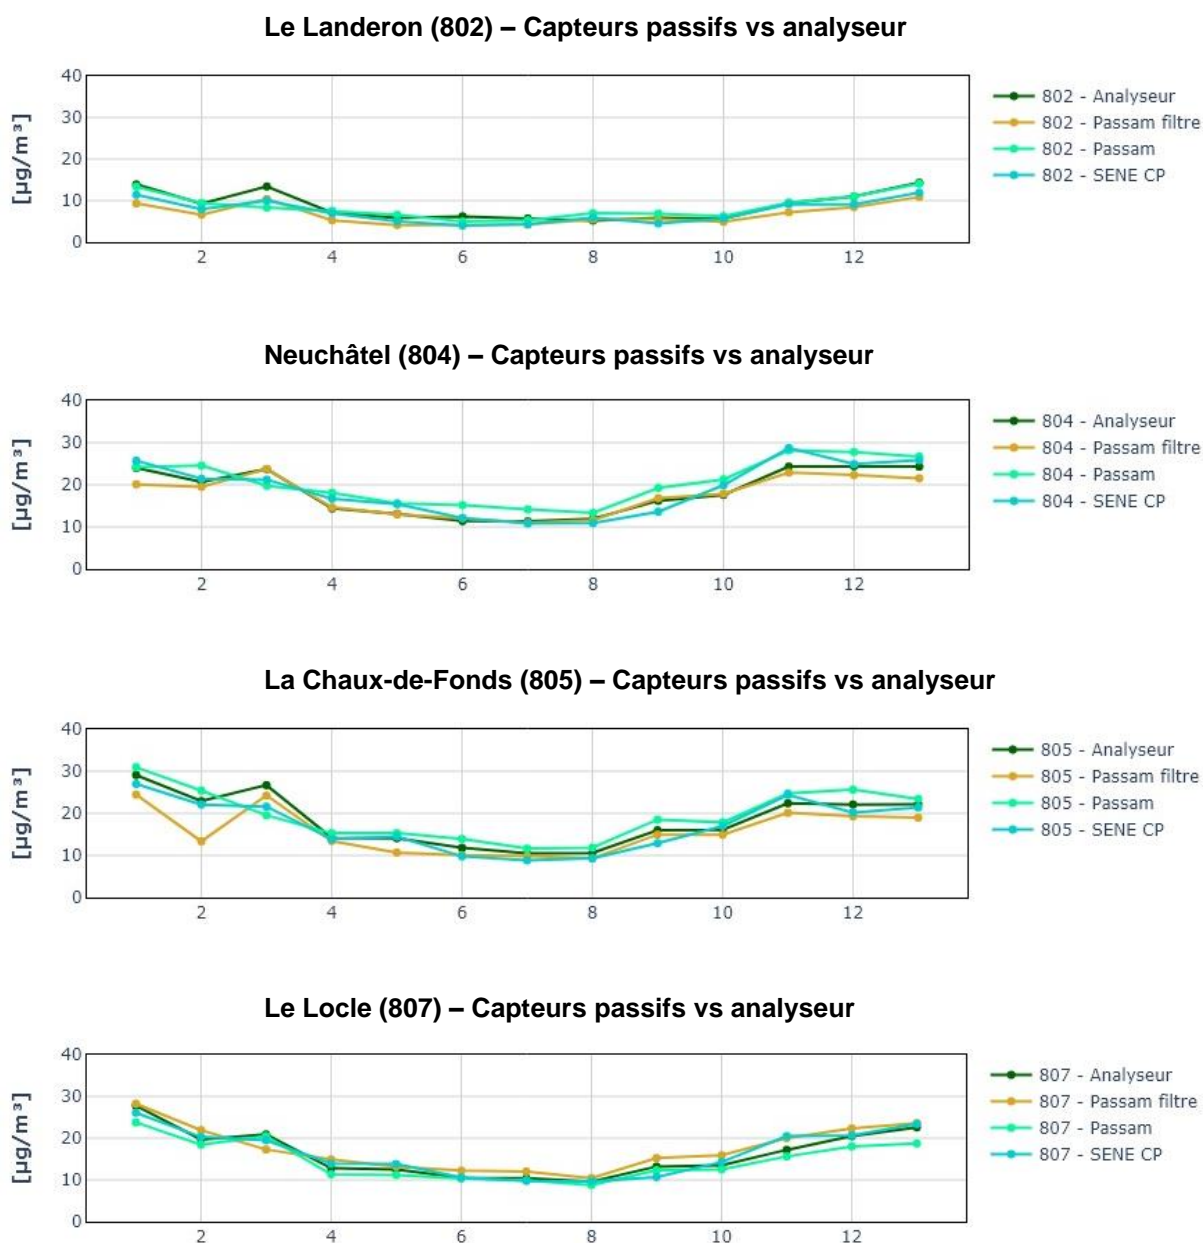 Le Landeron (802) – Capteurs passifs vs analyseur
40
30
20
10
0
[µg/m³]
2 4 6 8 10 12
802 - Analyseur
802 - Passam filtre
802 - Passam
802 - SENE CP
Neuchâtel (804) – Capteurs passifs vs analyseur
40
30
20
10
0
[µg/m³]
2 4 6 8 10 12
804 - Analyseur
804 - Passam filtre
804 - Passam
804 - SENE CP
La Chaux-de-Fonds (805) – Capteurs passifs vs analyseur
40
30
20
10
0
[µg/m³]
2 4 6 8 10 12
805 - Analyseur
805 - Passam filtre
805 - Passam
805 - SENE CP
Le Locle (807) – Capteurs passifs vs analyseur
40
30
20
10
0
[µg/m³]
2 4 6 8 10 12
807 - Analyseur
807 - Passam filtre
807 - Passam
807 - SENE CP